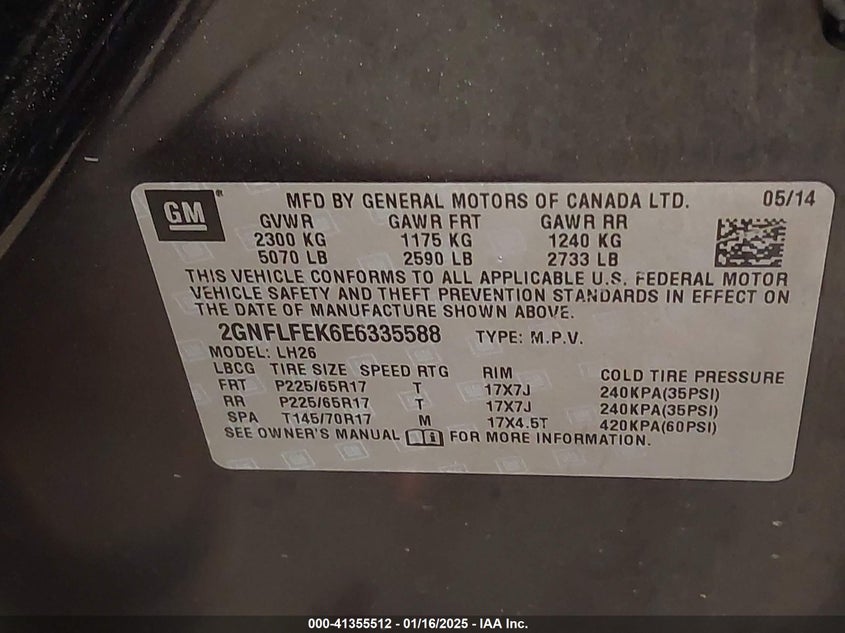 GM® MFD BY GENERAL MOTORS OF CANADA LTD. 05/14
GVWR GAWR FRT GAWR RR
2300 KG 1175 KG 1240 KG
5070 LB 2590 LB 2733 LB
THIS VEHICLE CONFORMS TO ALL APPLICABLE U.S. FEDERAL MOTOR
VEHICLE SAFETY AND THEFT PREVENTION STANDARDS IN EFFECT ON
THE DATE OF MANUFACTURE SHOWN ABOVE.
2GNFLFEK6E6335588 TYPE: M.P.V.
MODEL: LH26
LBCG TIRE SIZE SPEED RTG RIM COLD TIRE PRESSURE
FRT P225/65R17 T 17X7J 240KPA(35PSI)
RR P225/65R17 T 17X7J 240KPA(35PSI)
SPA T145/70R17 M 17X4.5T 420KPA(60PSI)
SEE OWNER'S MANUAL FOR MORE INFORMATION.
000-41355512 - 01/16/2025 - IAA Inc.